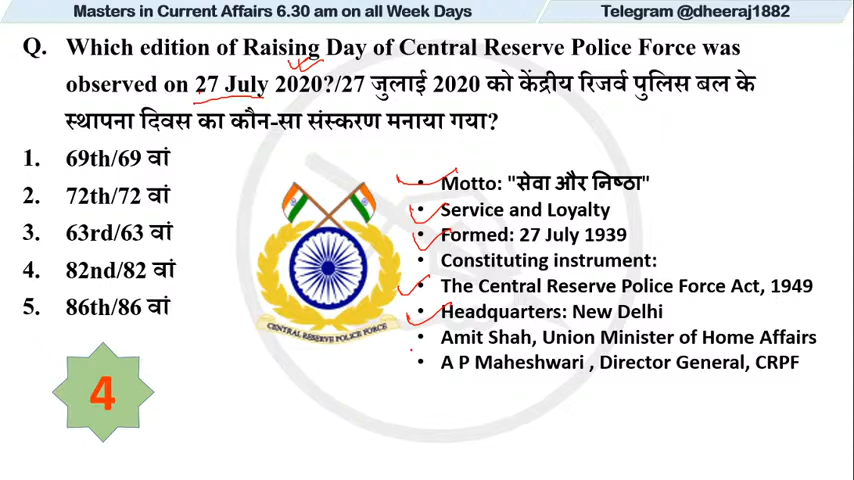 Masters in Current Affairs 6.30 am on all Week Days
Telegram @dheeraj1882
Q. Which edition of Raising Day of Central Reserve Police Force was
observed on 27 July 2020?/27 जुलाई 2020 को केंद्रीय रिजर्व पुलिस बल के
स्थापना दिवस का कौन-सा संस्करण मनाया गया?
1. 69th/69 वां
2. 72th/72 वां
3. 63rd/63 वां
4. 82nd/82 वां
5. 86th/86 वां
4
CENTRAL RESERVE POLICE FORCE
• Motto: "सेवा और निष्ठा"
• Service and Loyalty
• Formed: 27 July 1939
• Constituting instrument:
• The Central Reserve Police Force Act, 1949
• Headquarters: New Delhi
• Amit Shah, Union Minister of Home Affairs
• A P Maheshwari , Director General, CRPF